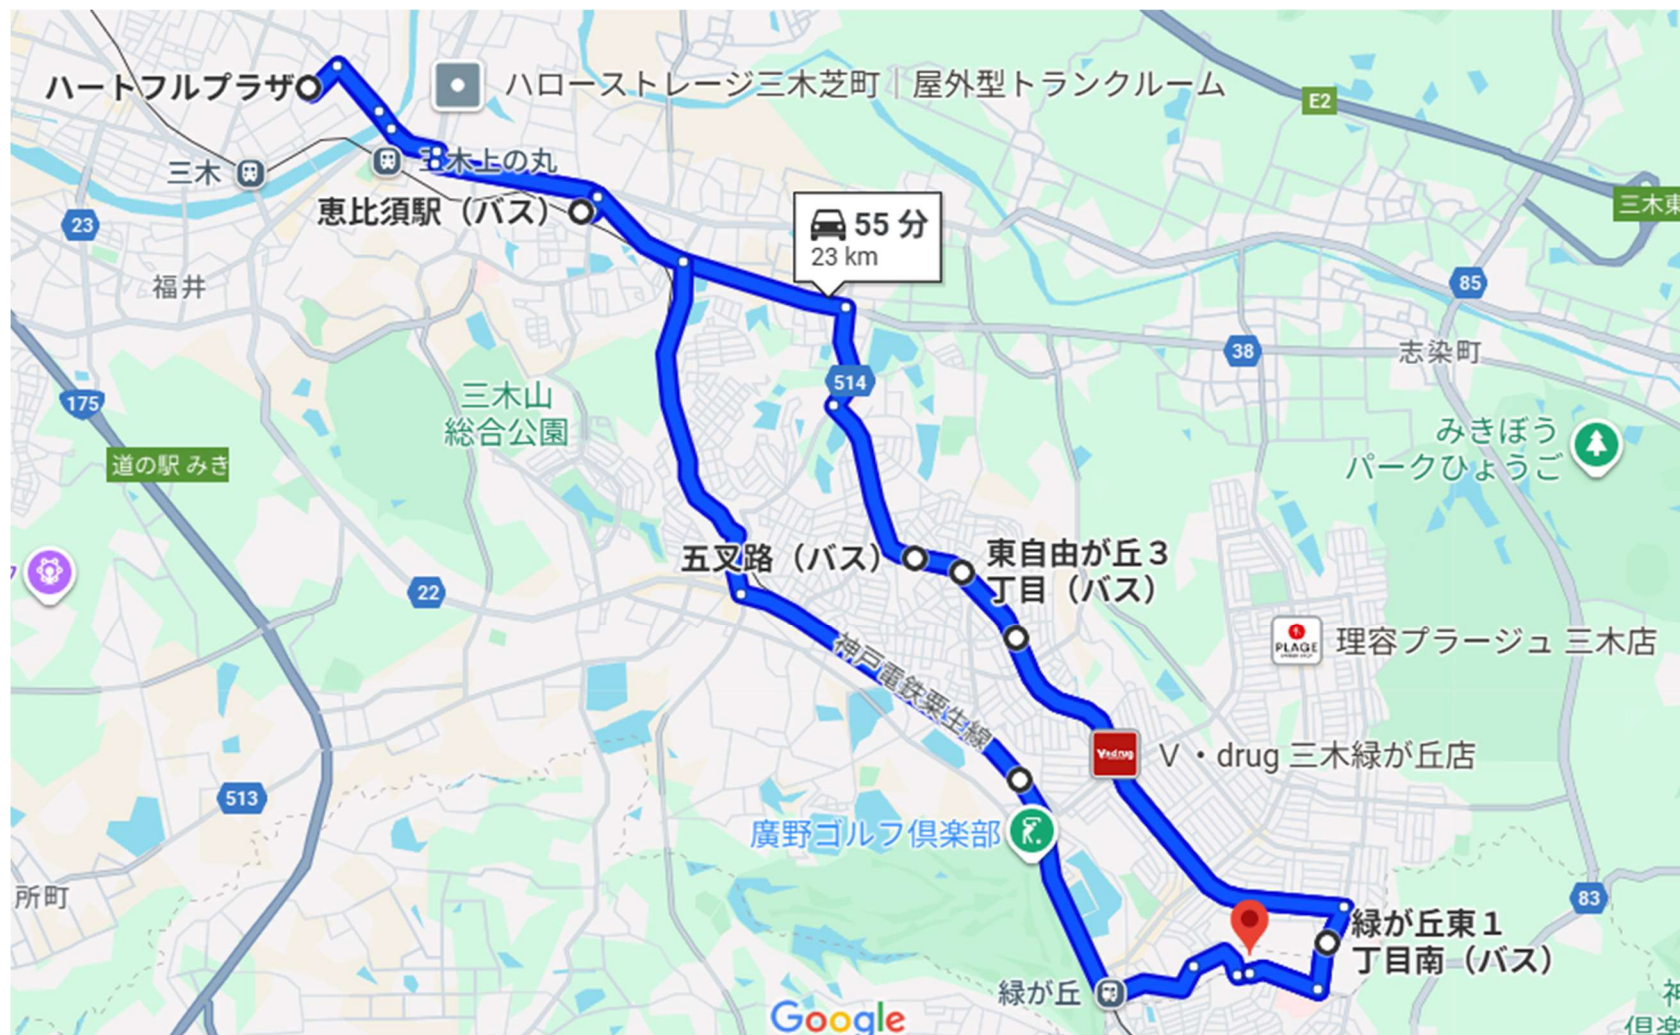 ハートフルプラザ
ハローストレージ三木芝町｜屋外型トランクルーム
E2
三木
三木上の丸
三木東
恵比須駅（バス）
23
55 分
23 km
福井
85
38
志染町
514
175
三木山
総合公園
みきぼう
パークひょうご
道の駅 みき
五叉路（バス）
東自由が丘３
丁目（バス）
22
神戸電鉄粟生線
PLAGE
理容プラージュ 三木店
V・drug
V・drug 三木緑が丘店
513
廣野ゴルフ倶楽部
所町
83
緑が丘東１
丁目南（バス）
緑が丘
Google
神
倶楽